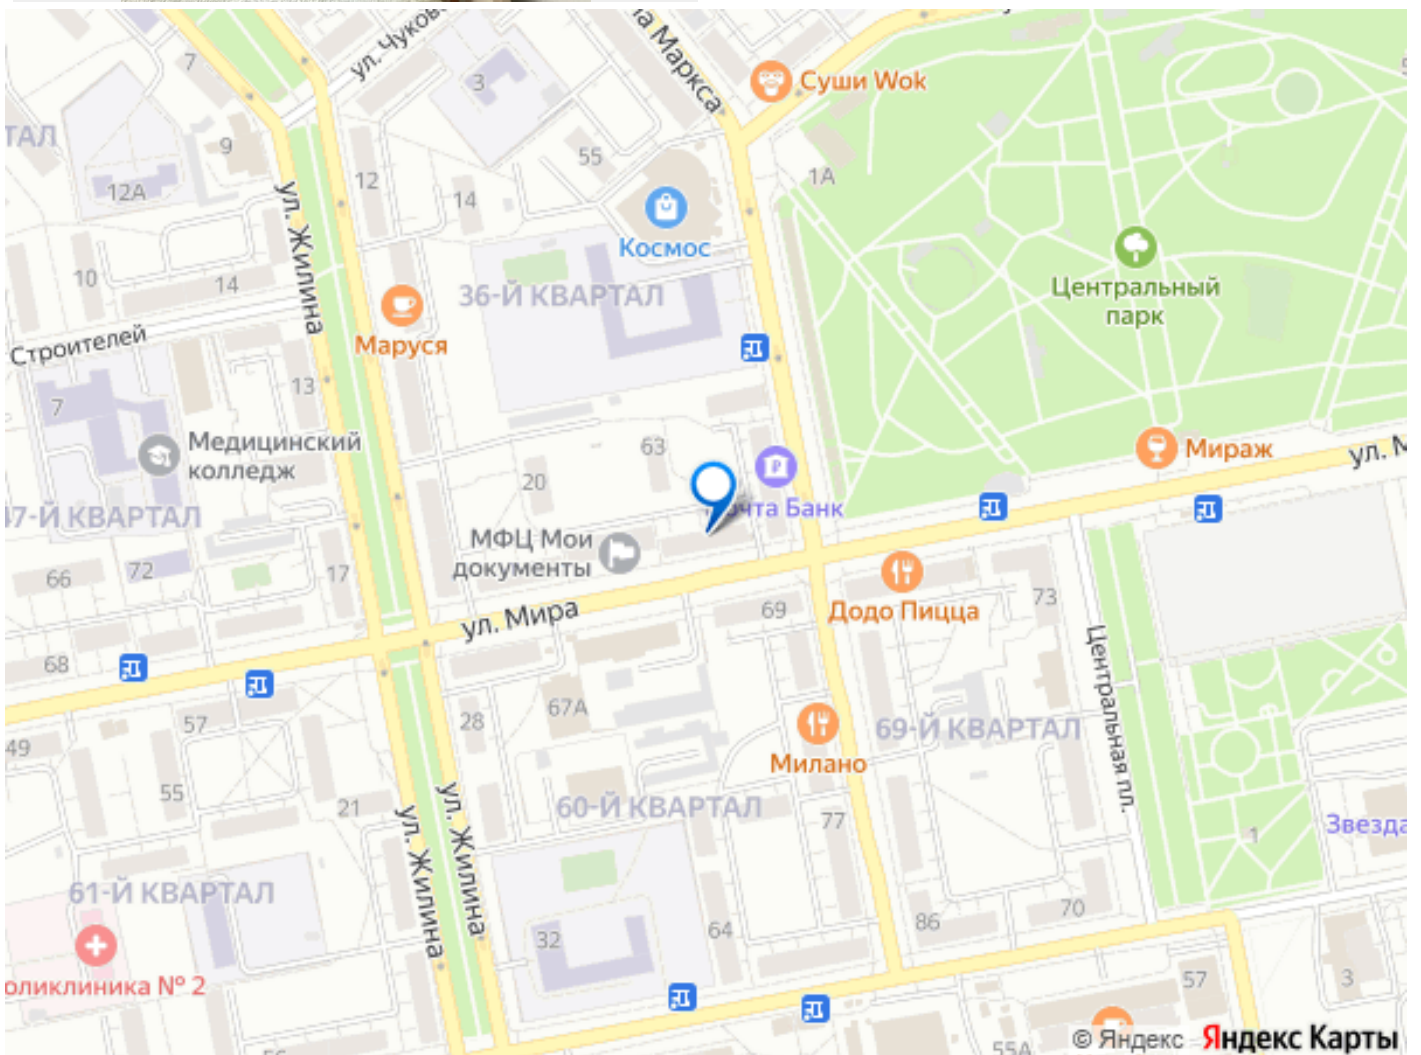 ул. Чуков
на Маркса
Суши Wok
7
3
ТАЛ
9
55
12А
12
14
1А
ул. Жилина
Космос
10
14
36-Й КВАРТАЛ
Центральный
парк
Строителей
Маруся
13
7
Медицинский
колледж
63
20
Мираж
ул. М
Почта Банк
47-Й КВАРТАЛ
МФЦ Мои
документы
66
72
17
ул. Мира
69
Додо Пицца
73
68
Центральная пл.
57
28
67А
49
Милано
69-Й КВАРТАЛ
55
21
ул. Жилина
ул. Жилина
60-Й КВАРТАЛ
77
1
Звезда
61-Й КВАРТАЛ
32
64
86
70
оликлиника № 2
57
3
55А
© Яндекс Яндекс Карты